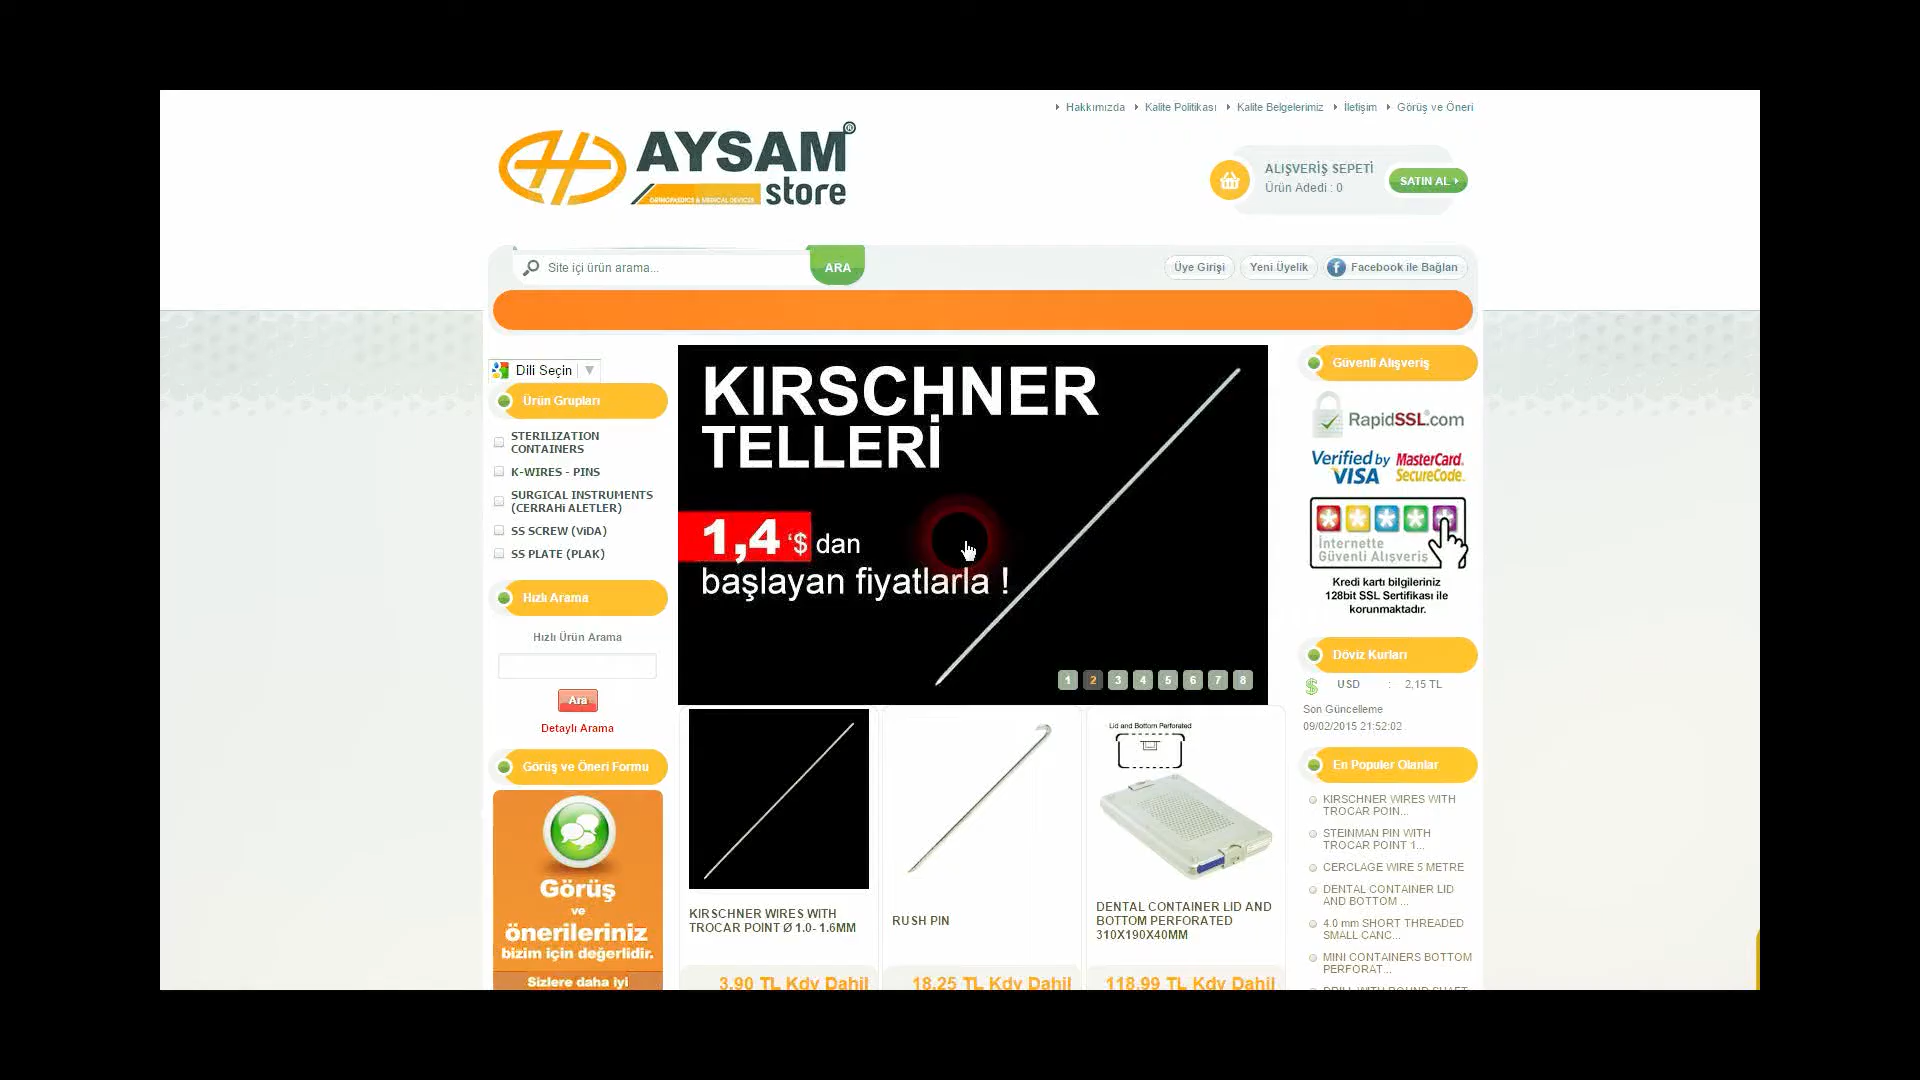 Hakkımızda Kalite Politikası Kalite Belgelerimiz İletişim Görüş ve Öneri
AYSAM®
store
ORTHOPAEDICS & MEDICAL DEVICES
ALIŞVERİŞ SEPETİ
Ürün Adedi : 0
SATIN AL
Site içi ürün arama...
ARA
Üye Girişi
Yeni Üyelik
Facebook ile Bağlan
Dili Seçin
Ürün Grupları
STERILIZATION
CONTAINERS
K-WIRES - PINS
SURGICAL INSTRUMENTS
(CERRAHi ALETLER)
SS SCREW (ViDA)
SS PLATE (PLAK)
Hızlı Arama
Hızlı Ürün Arama
Ara
Detaylı Arama
Görüş ve Öneri Formu
Görüş
ve
önerileriniz
bizim için değerlidir.
Sizlere daha iyi
KIRSCHNER
TELLERİ
1,4 ‘$ dan
başlayan fiyatlarla !
1 2 3 4 5 6 7 8
KIRSCHNER WIRES WITH
TROCAR POINT Ø 1.0- 1.6MM
3.90 TL Kdv Dahil
RUSH PIN
18.25 TL Kdv Dahil
Lid and Bottom Perforated
DENTAL CONTAINER LID AND
BOTTOM PERFORATED
310X190X40MM
118.99 TL Kdv Dahil
Güvenli Alışveriş
RapidSSL.com
Verified by
VISA
MasterCard.
SecureCode.
İnternette
Güvenli Alışveriş
Kredi kartı bilgileriniz
128bit SSL Sertifikası ile
korunmaktadır.
Döviz Kurları
USD : 2,15 TL
Son Güncelleme
09/02/2015 21:52:02
En Populer Olanlar
KIRSCHNER WIRES WITH
TROCAR POIN...
STEINMAN PIN WITH
TROCAR POINT 1...
CERCLAGE WIRE 5 METRE
DENTAL CONTAINER LID
AND BOTTOM ...
4.0 mm SHORT THREADED
SMALL CANC...
MINI CONTAINERS BOTTOM
PERFORAT...
DRILL WITH ROUND SHAFT